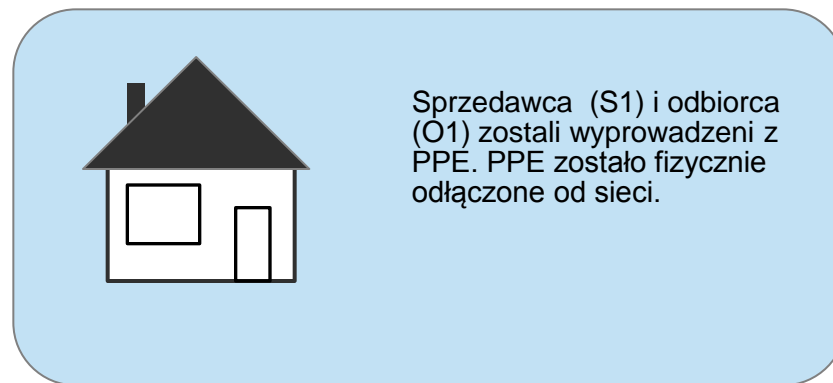 Sprzedawca (S1) i odbiorca
(O1) zostali wyprowadzeni z
PPE. PPE zostało fizycznie
odłączone od sieci.